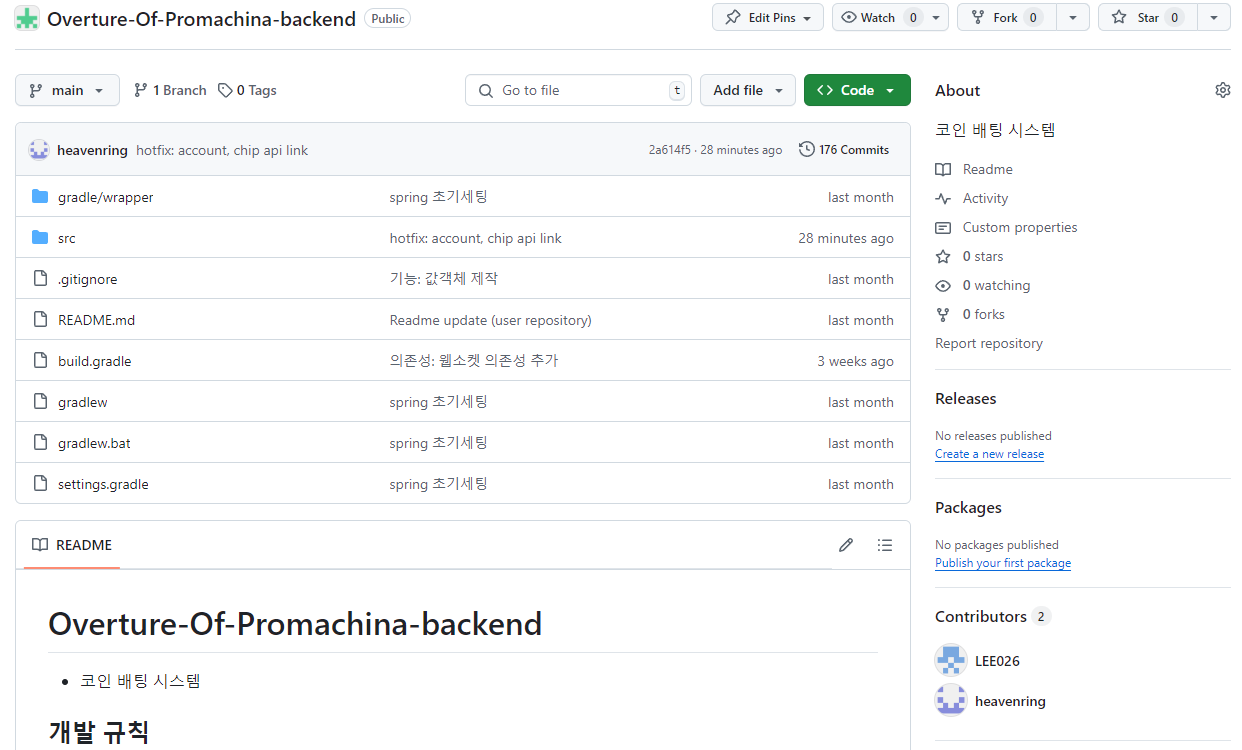 Overture-Of-Promachina-backend Public Edit Pins Watch 0 Fork 0 Star 0
main 1 Branch 0 Tags Go to file t Add file Code
heavenring hotfix: account, chip api link 2a614f5 · 28 minutes ago 176 Commits
gradle/wrapper spring 초기세팅 last month
src hotfix: account, chip api link 28 minutes ago
.gitignore 기능: 값객체 제작 last month
README.md Readme update (user repository) last month
build.gradle 의존성: 웹소켓 의존성 추가 3 weeks ago
gradlew spring 초기세팅 last month
gradlew.bat spring 초기세팅 last month
settings.gradle spring 초기세팅 last month
README
Overture-Of-Promachina-backend
• 코인 배팅 시스템
개발 규칙
About
코인 배팅 시스템
Readme
Activity
Custom properties
0 stars
0 watching
0 forks
Report repository
Releases
No releases published
Create a new release
Packages
No packages published
Publish your first package
Contributors 2
LEE026
heavenring